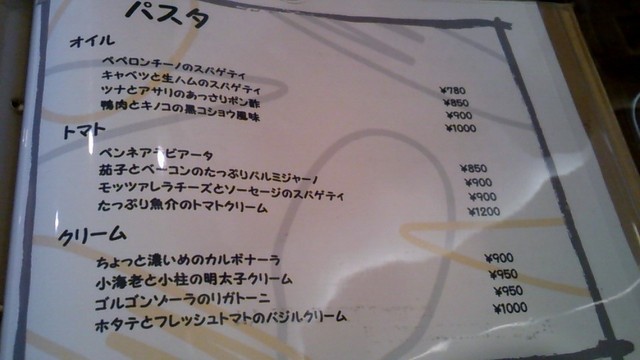 パスタ
オイル
ペペロンチーノのスパゲティ ¥780
キャベツと生ハムのスパゲティ ¥850
ツナとアサリのあっさりポン酢 ¥900
鴨肉とキノコの黒コショウ風味 ¥1000
トマト
ペンネアラビアータ ¥850
茄子とベーコンのたっぷりパルミジャーノ ¥900
モッツァレラチーズとソーセージのスパゲティ ¥900
たっぷり魚介のトマトクリーム ¥1200
クリーム
ちょっと濃いめのカルボナーラ ¥900
小海老と小柱の明太子クリーム ¥950
ゴルゴンゾーラのリガトーニ ¥950
ホタテとフレッシュトマトのバジルクリーム ¥1000